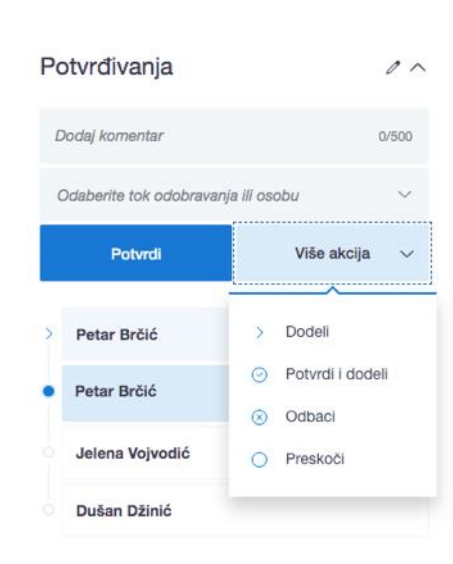 Potvrđivanja
Dodaj komentar 0/500
Odaberite tok odobravanja ili osobu
Potvrdi Više akcija
Petar Brčić
Petar Brčić
Jelena Vojvodić
Dušan Džinić
Dodeli
Potvrdi i dodeli
Odbaci
Preskoči